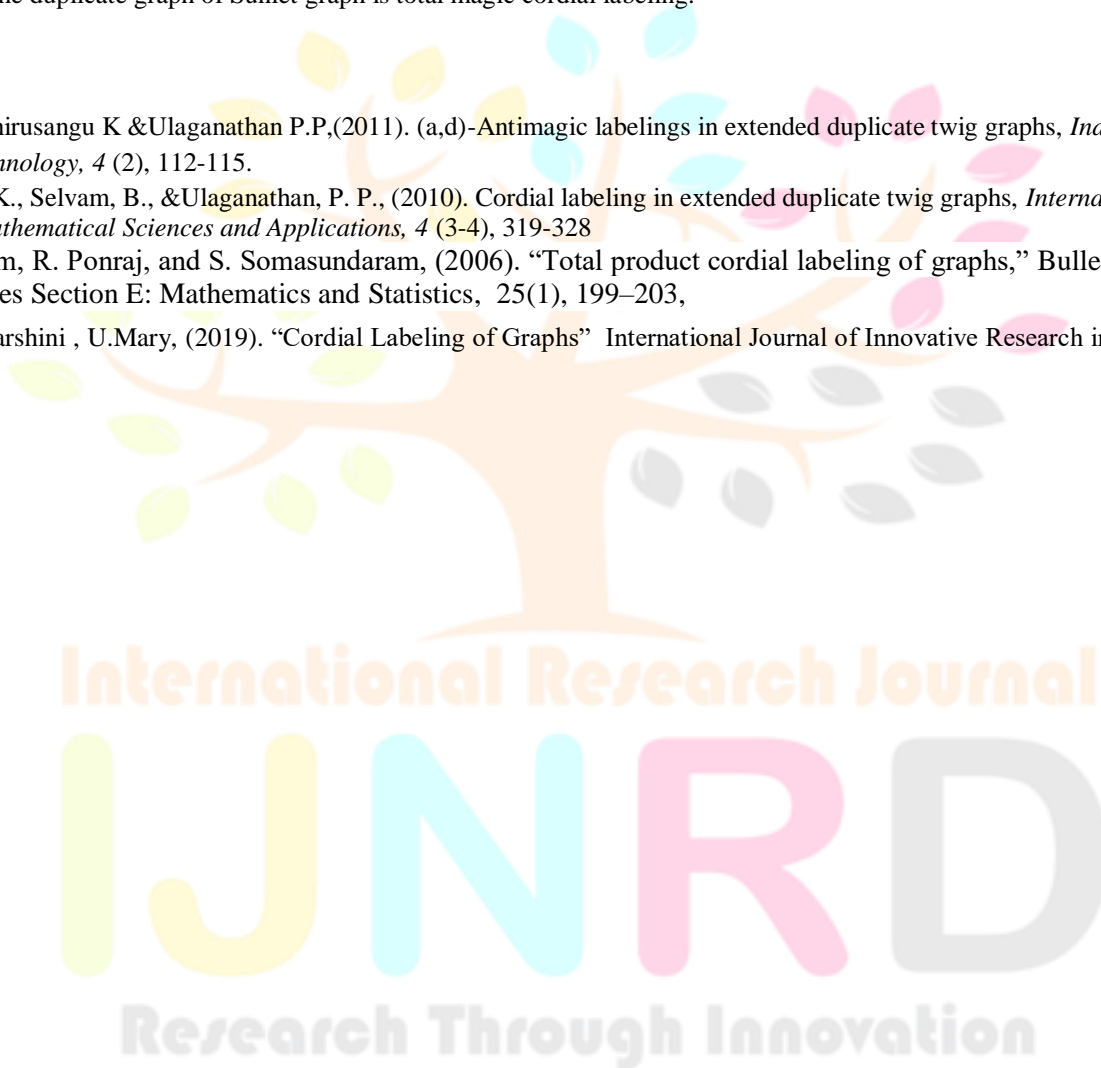 he duplicate graph of Sunlet graph is total magic cordial labeling.
hirusangu K &Ulaganathan P.P,(2011). (a,d)-Antimagic labelings in extended duplicate twig graphs, Ind
hnology, 4 (2), 112-115.
K., Selvam, B., &Ulaganathan, P. P., (2010). Cordial labeling in extended duplicate twig graphs, Interna
athematical Sciences and Applications, 4 (3-4), 319-328
m, R. Ponraj, and S. Somasundaram, (2006). “Total product cordial labeling of graphs,” Bulle
es Section E: Mathematics and Statistics, 25(1), 199–203,
arshini , U.Mary, (2019). “Cordial Labeling of Graphs” International Journal of Innovative Research in
International Research Journal
IJNRD
Research Through Innovation